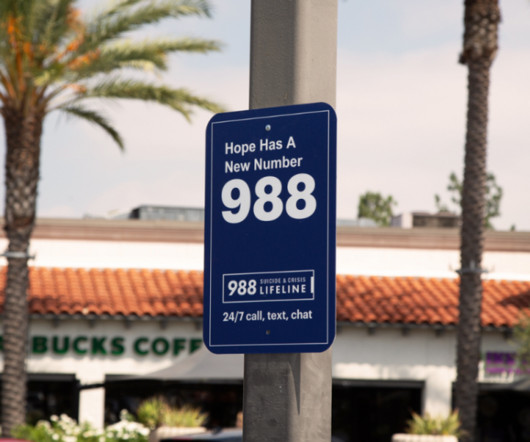 Hope Has A
New Number
988
988 SUICIDE & CRISIS
LIFELINE
24/7 call, text, chat
BUCKS COFF